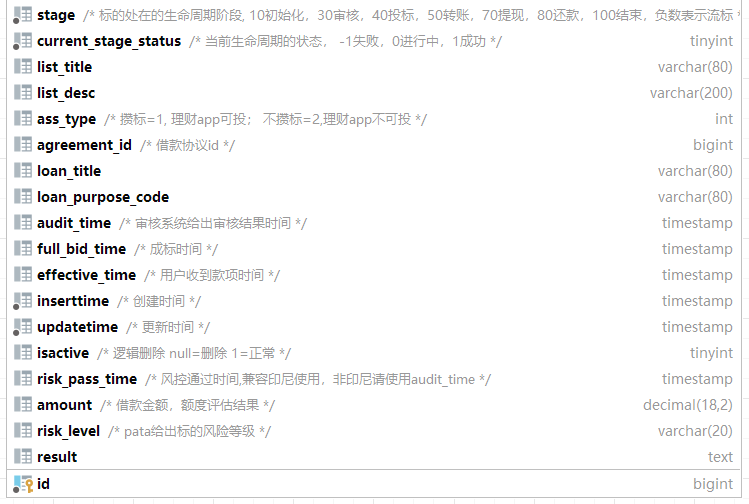 stage /* 标的处在的生命周期阶段, 10初始化，30审核，40投标，50转账，70提现，80还款，100结束，负数表示流标 *
current_stage_status /* 当前生命周期的状态， -1失败，0进行中，1成功 */ tinyint
list_title varchar(80)
list_desc varchar(200)
ass_type /* 攒标=1, 理财app可投； 不攒标=2,理财app不可投 */ int
agreement_id /* 借款协议id */ bigint
loan_title varchar(80)
loan_purpose_code varchar(80)
audit_time /* 审核系统给出审核结果时间 */ timestamp
full_bid_time /* 成标时间 */ timestamp
effective_time /* 用户收到款项时间 */ timestamp
inserttime /* 创建时间 */ timestamp
updatetime /* 更新时间 */ timestamp
isactive /* 逻辑删除 null=删除 1=正常 */ tinyint
risk_pass_time /* 风控通过时间,兼容印尼使用，非印尼请使用audit_time */ timestamp
amount /* 借款金额，额度评估结果 */ decimal(18,2)
risk_level /* pata给出标的风险等级 */ varchar(20)
result text
id bigint